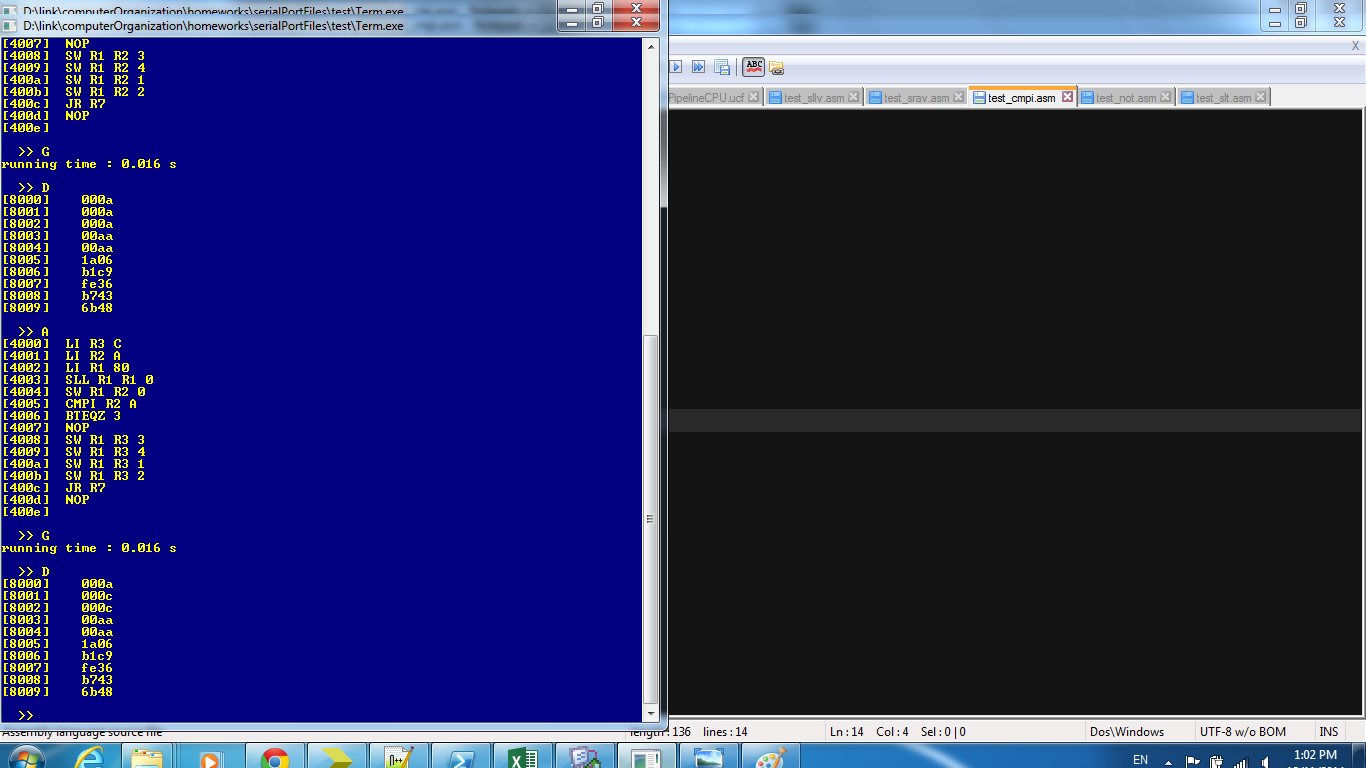 D:\link\computerOrganization\homeworks\serialPortFiles\test\Term.exe
D:\link\computerOrganization\homeworks\serialPortFiles\test\Term.exe
[4007] NOP
[4008] SW R1 R2 3
[4009] SW R1 R2 4
[400a] SW R1 R2 1
[400b] SW R1 R2 2
[400c] JR R7
[400d] NOP
[400e]
>> G
running time : 0.016 s
>> D
[8000] 000a
[8001] 000a
[8002] 000a
[8003] 00aa
[8004] 00aa
[8005] 1a06
[8006] b1c9
[8007] fe36
[8008] b743
[8009] 6b48
>> A
[4000] LI R3 C
[4001] LI R2 A
[4002] LI R1 80
[4003] SLL R1 R1 0
[4004] SW R1 R2 0
[4005] CMPI R2 A
[4006] BTEQZ 3
[4007] NOP
[4008] SW R1 R3 3
[4009] SW R1 R3 4
[400a] SW R1 R3 1
[400b] SW R1 R3 2
[400c] JR R7
[400d] NOP
[400e]
>> G
running time : 0.016 s
>> D
[8000] 000a
[8001] 000c
[8002] 000c
[8003] 00aa
[8004] 00aa
[8005] 1a06
[8006] b1c9
[8007] fe36
[8008] b743
[8009] 6b48
>>
ABC
PipelineCPU.ucf test_sllv.asm test_srav.asm test_cmpi.asm test_not.asm test_slt.asm
Assembly language source file length : 136 lines : 14 Ln : 14 Col : 4 Sel : 0 | 0 Dos\Windows UTF-8 w/o BOM INS
EN 1:02 PM